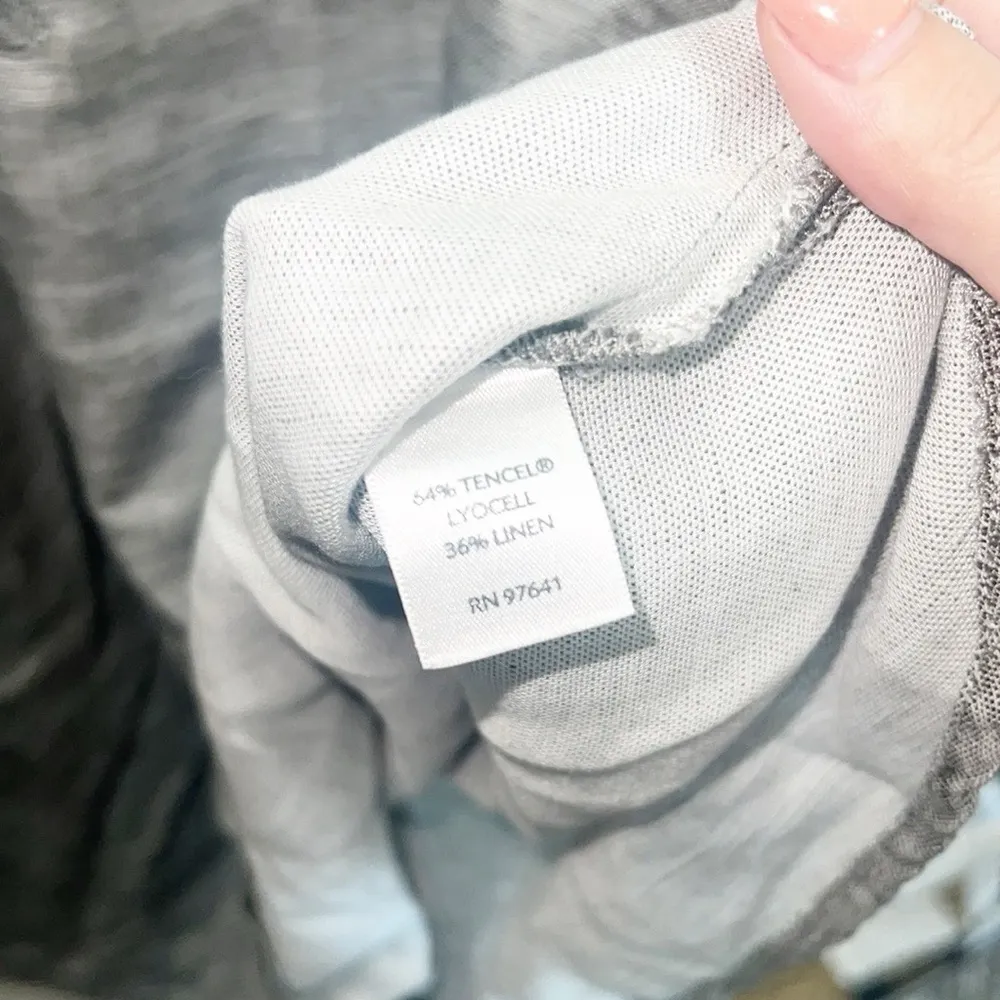 64% TENCEL®
LYOCELL
36% LINEN
RN 97641